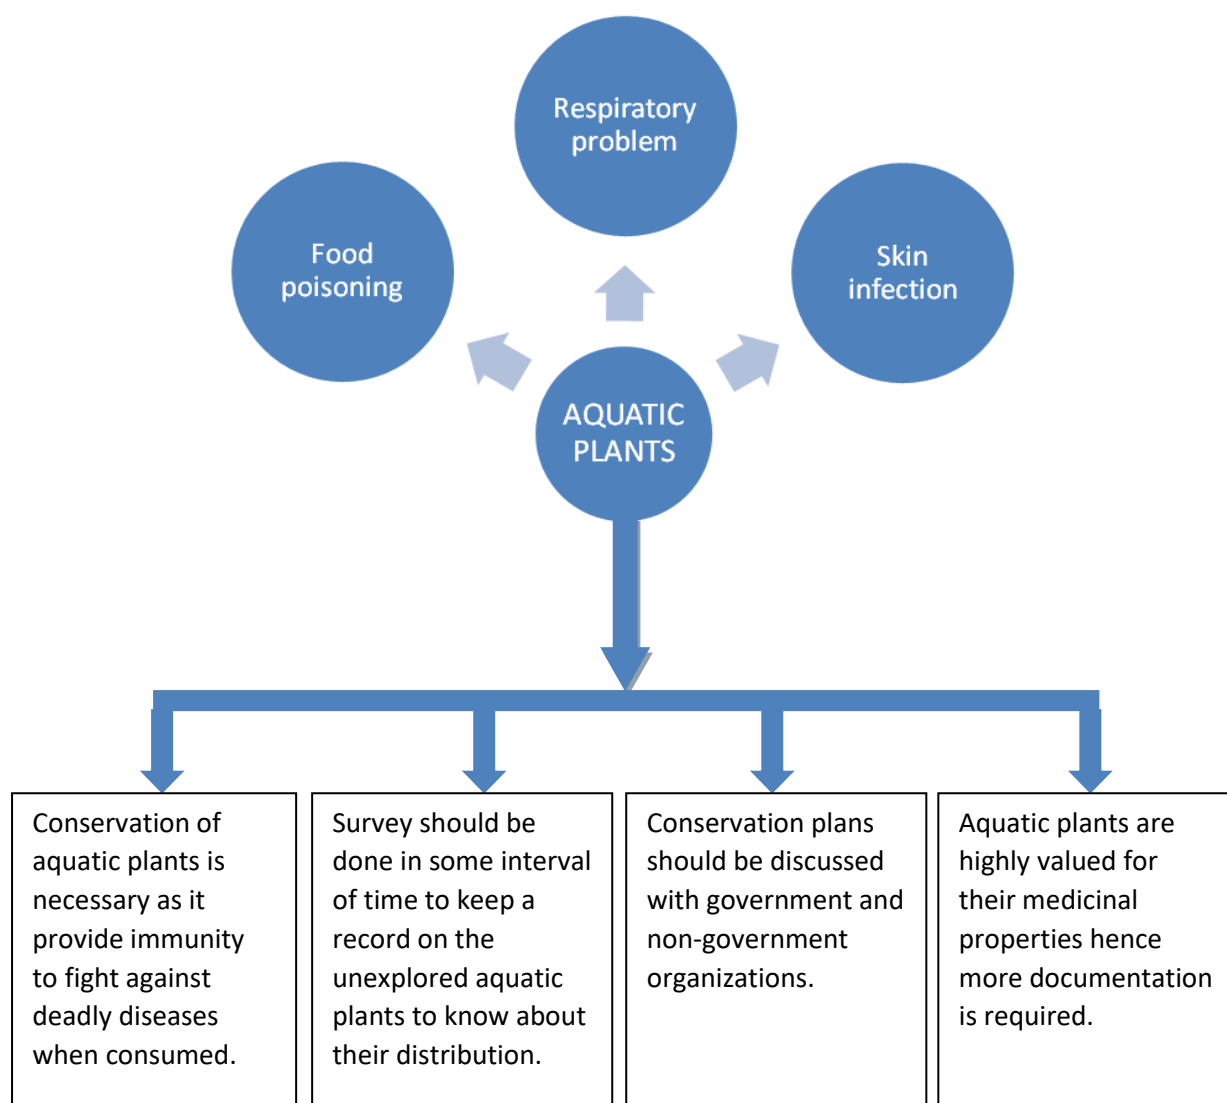 Respiratory
problem
Food
poisoning
Skin
infection
AQUATIC
PLANTS
Conservation of
aquatic plants is
necessary as it
provide immunity
to fight against
deadly diseases
when consumed.
Survey should be
done in some interval
of time to keep a
record on the
unexplored aquatic
plants to know about
their distribution.
Conservation plans
should be discussed
with government and
non-government
organizations.
Aquatic plants are
highly valued for
their medicinal
properties hence
more documentation
is required.